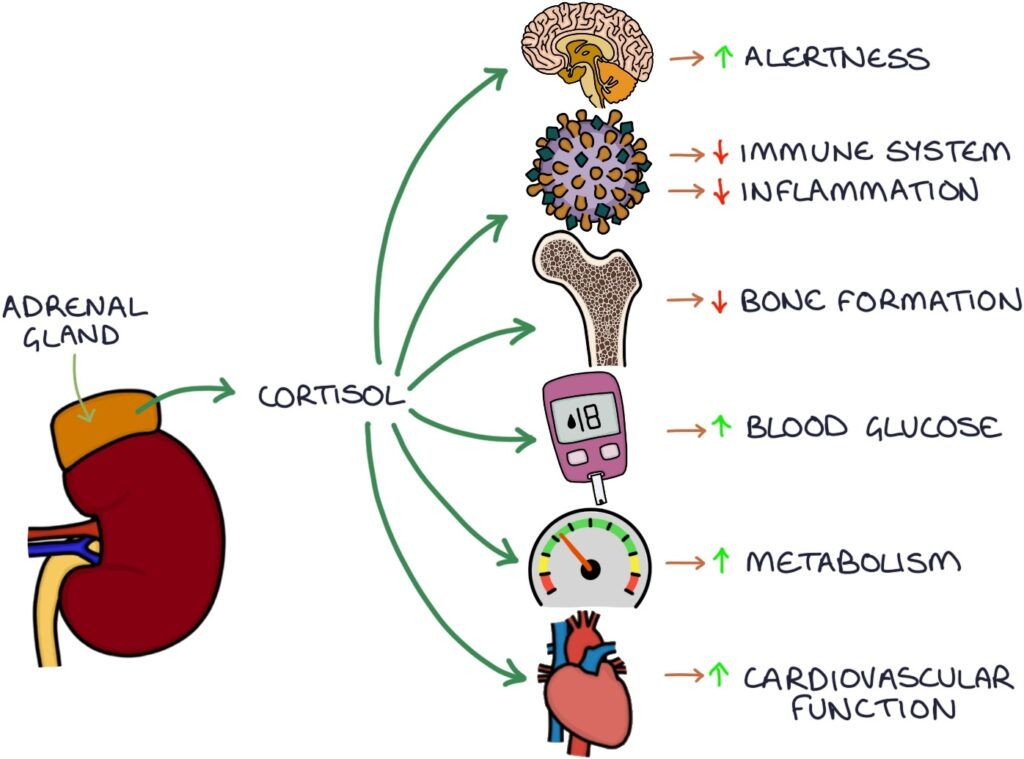 ADRENAL
GLAND
CORTISOL
→ ↑ ALERTNESS
→ ↓ IMMUNE SYSTEM
→ ↓ INFLAMMATION
→ ↓ BONE FORMATION
18
→ ↑ BLOOD GLUCOSE
→ ↑ METABOLISM
→ ↑ CARDIOVASCULAR
FUNCTION